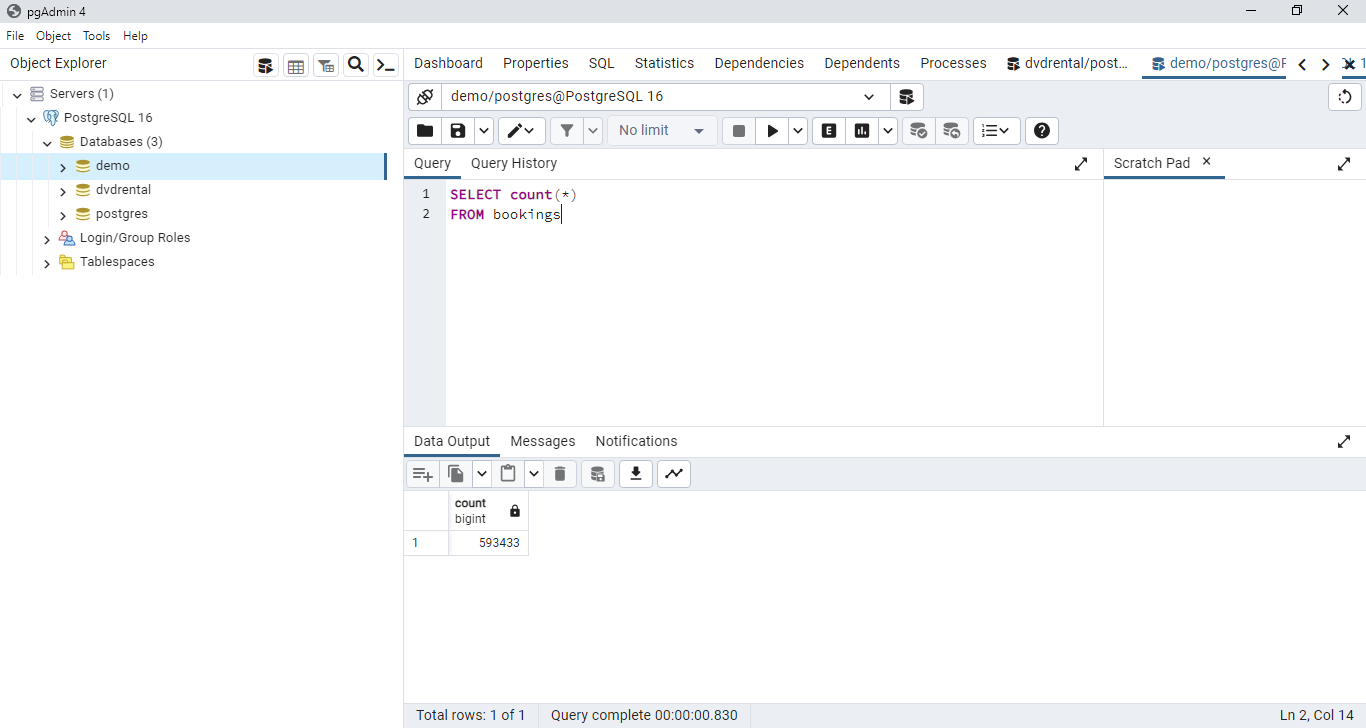 pgAdmin 4
File Object Tools Help
Object Explorer
Servers (1)
PostgreSQL 16
Databases (3)
demo
dvdrental
postgres
Login/Group Roles
Tablespaces
Dashboard Properties SQL Statistics Dependencies Dependents Processes dvdrental/post... demo/postgres@P
demo/postgres@PostgreSQL 16
No limit
E
Query Query History
Scratch Pad
1 SELECT count(*)
2 FROM bookings
Data Output Messages Notifications
count
bigint
1 593433
Total rows: 1 of 1 Query complete 00:00:00.830 Ln 2, Col 14